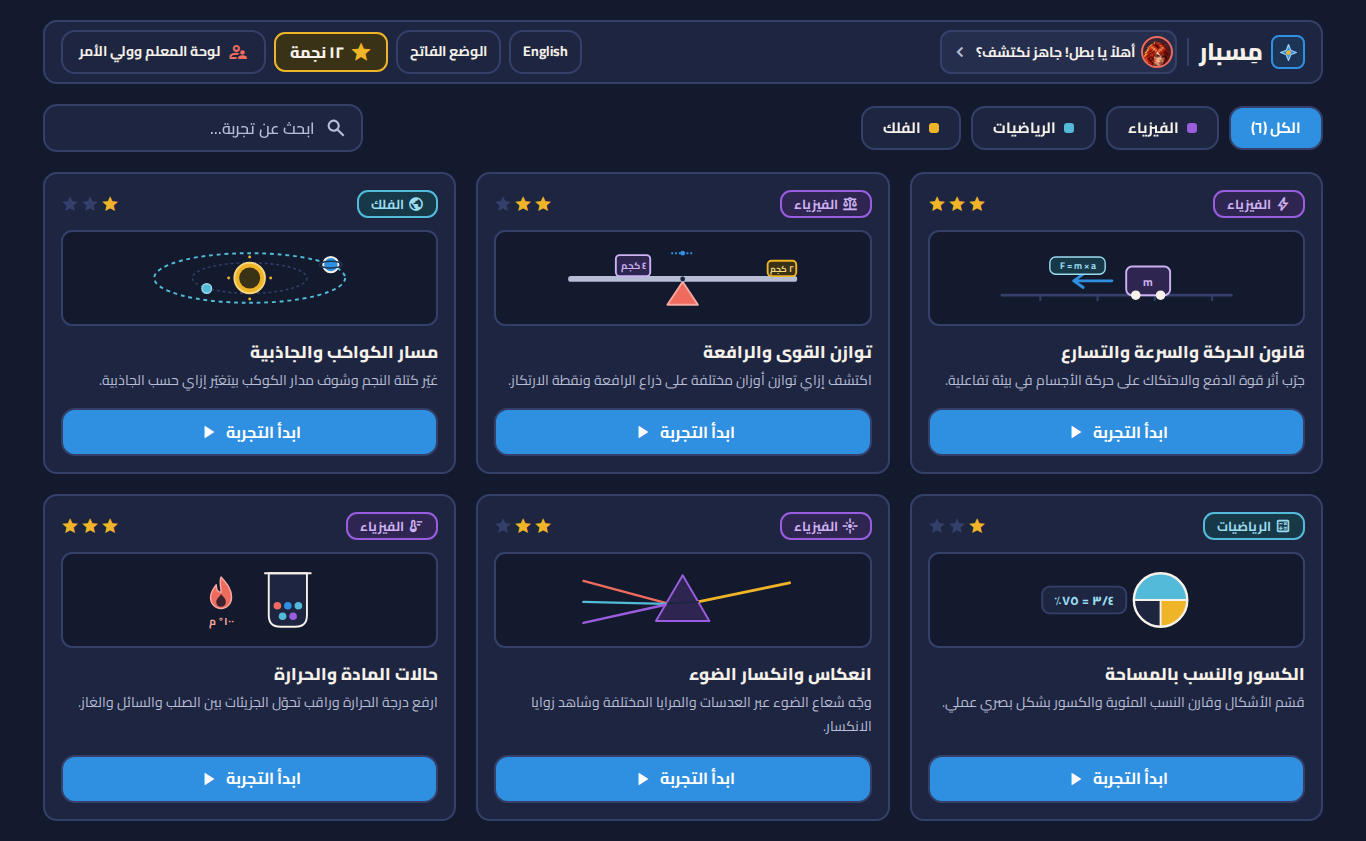 مِسبار
أهلاً يا بطل! جاهز نكتشف؟
English
الوضع الفاتح
١٢ نجمة
لوحة المعلم وولي الأمر
الكل (٦)
الفيزياء
الرياضيات
الفلك
ابحث عن تجربة...
الفيزياء
F = m × a
m
قانون الحركة والسرعة والتسارع
جرّب أثر قوة الدفع والاحتكاك على حركة الأجسام في بيئة تفاعلية.
ابدأ التجربة
الفيزياء
٢ كجم
٤ كجم
توازن القوى والرافعة
اكتشف إزاي توازن أوزان مختلفة على ذراع الرافعة ونقطة الارتكاز.
ابدأ التجربة
الفلك
مسار الكواكب والجاذبية
غيّر كتلة النجم وشوف مدار الكوكب بيتغيّر إزاي حسب الجاذبية.
ابدأ التجربة
الرياضيات
٣/٤ = ٧٥٪
الكسور والنسب بالمساحة
قسّم الأشكال وقارن النسب المئوية والكسور بشكل بصري عملي.
ابدأ التجربة
الفيزياء
انعكاس وانكسار الضوء
وجّه شعاع الضوء عبر العدسات والمرايا المختلفة وشاهد زوايا
الانكسار.
ابدأ التجربة
الفيزياء
١٠٠° م
حالات المادة والحرارة
ارفع درجة الحرارة وراقب تحوّل الجزيئات بين الصلب والسائل والغاز.
ابدأ التجربة